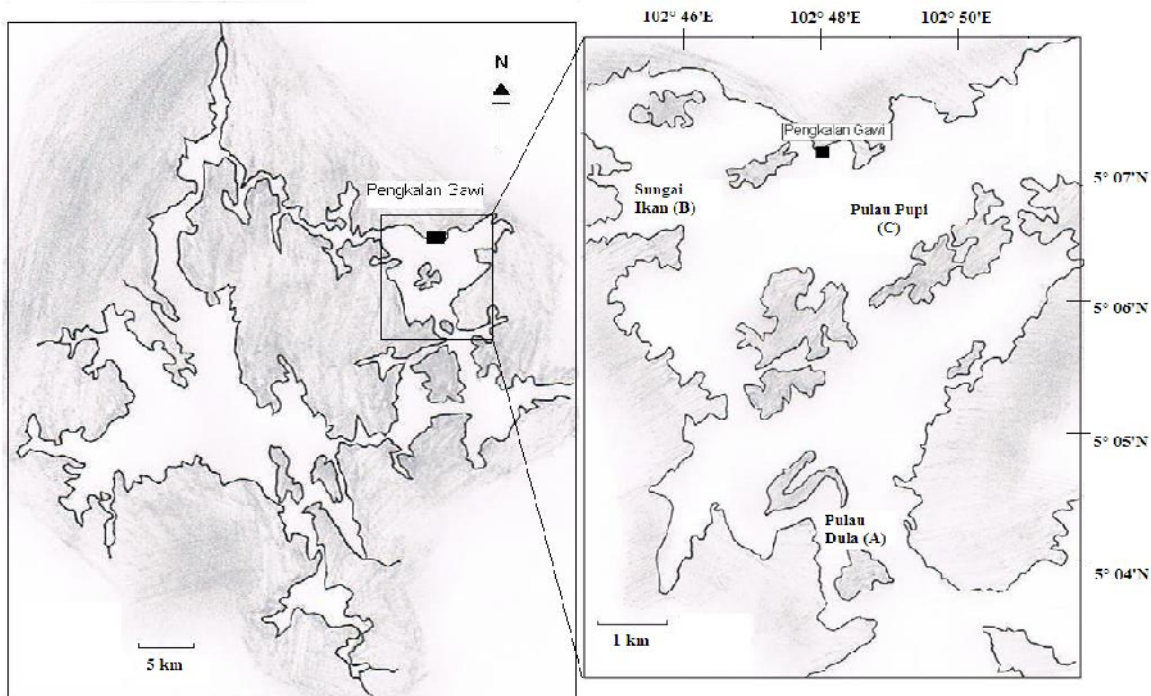 N
Pengkalan Gawi
5 km
102° 46'E 102° 48'E 102° 50'E
Pengkalan Gawi
Sungai
Ikan (B)
Pulau Pupi
(C)
Pulau
Dula (A)
1 km
5° 07'N
5° 06'N
5° 05'N
5° 04'N